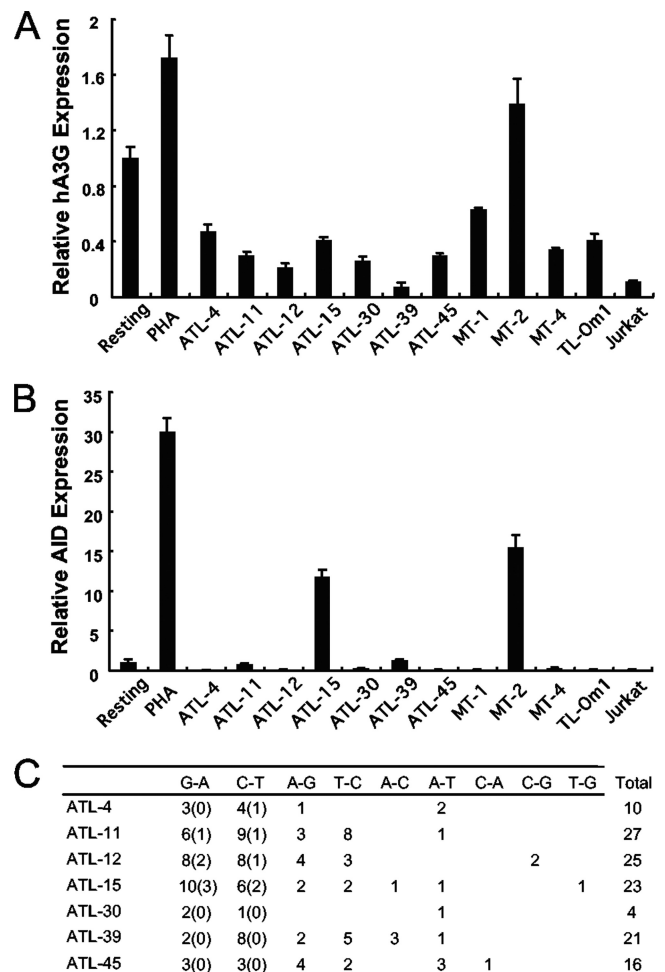 A
Relative hA3G Expression
2
1.6
1.2
0.8
0.4
0
Resting PHA ATL-4 ATL-11 ATL-12 ATL-15 ATL-30 ATL-39 ATL-45 MT-1 MT-2 MT-4 TL-Om1 Jurkat
B
Relative AID Expression
35
30
25
20
15
10
5
0
Resting PHA ATL-4 ATL-11 ATL-12 ATL-15 ATL-30 ATL-39 ATL-45 MT-1 MT-2 MT-4 TL-Om1 Jurkat
C
G-A C-T A-G T-C A-C A-T C-A C-G T-G Total
ATL-4 3(0) 4(1) 1 2 10
ATL-11 6(1) 9(1) 3 8 1 27
ATL-12 8(2) 8(1) 4 3 2 25
ATL-15 10(3) 6(2) 2 2 1 1 1 23
ATL-30 2(0) 1(0) 1 4
ATL-39 2(0) 8(0) 2 5 3 1 21
ATL-45 3(0) 3(0) 4 2 3 1 16